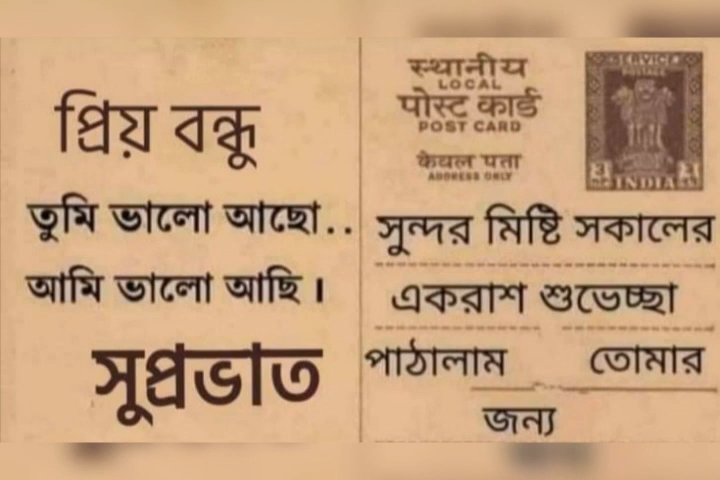 প্রিয় বন্ধু
তুমি ভালো আছো..
আমি ভালো আছি।
সুপ্রভাত
स्थानीय
LOCAL
पोस्ट कार्ड
POST CARD
केवल पता
ADDRESS ONLY
SERVICE
POSTAGE
INDIA
সুন্দর মিষ্টি সকালের
একরাশ শুভেচ্ছা
পাঠালাম তোমার
জন্য